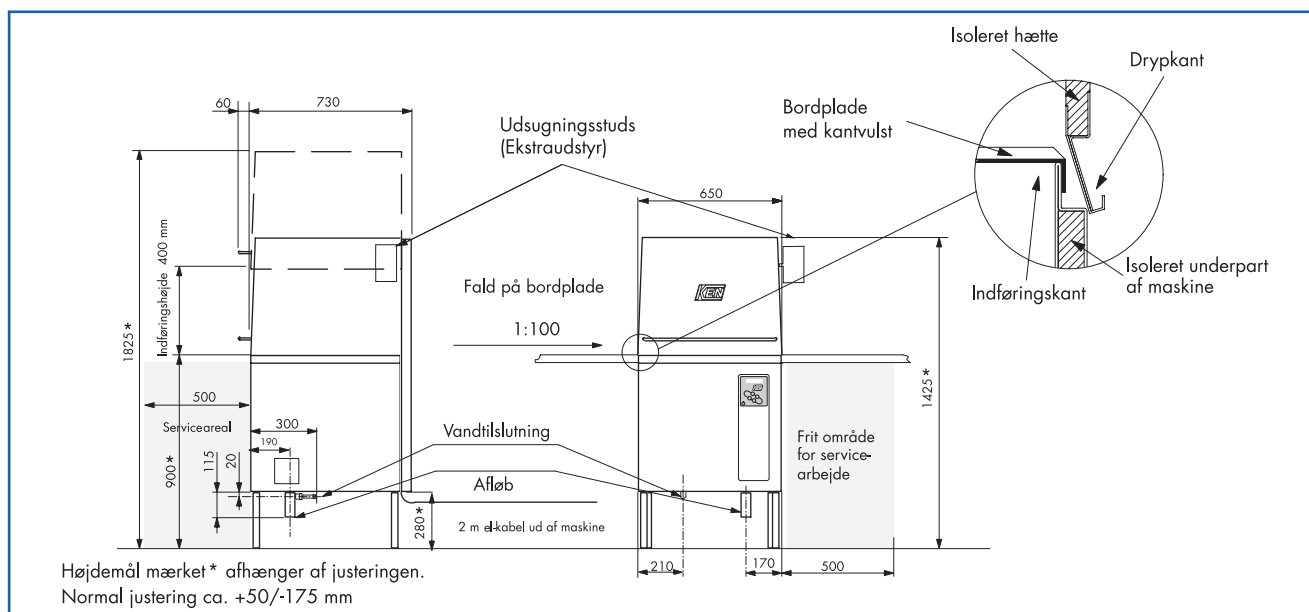 Isoleret hætte
Drypkant
Bordplade
med kantvulst
Udsugningsstuds
(Ekstraudstyr)
60
730
650
Indføringshøjde 400 mm
1825*
Fald på bordplade
1:100
KEN
Indføringskant
Isoleret underpart
af maskine
1425*
500
Serviceareal
300
190
115
20
900*
Vandtilslutning
Afløb
280*
2 m el-kabel ud af maskine
Frit område
for service-
arbejde
210
170
500
Højdemål mærket* afhænger af justeringen.
Normal justering ca. +50/-175 mm